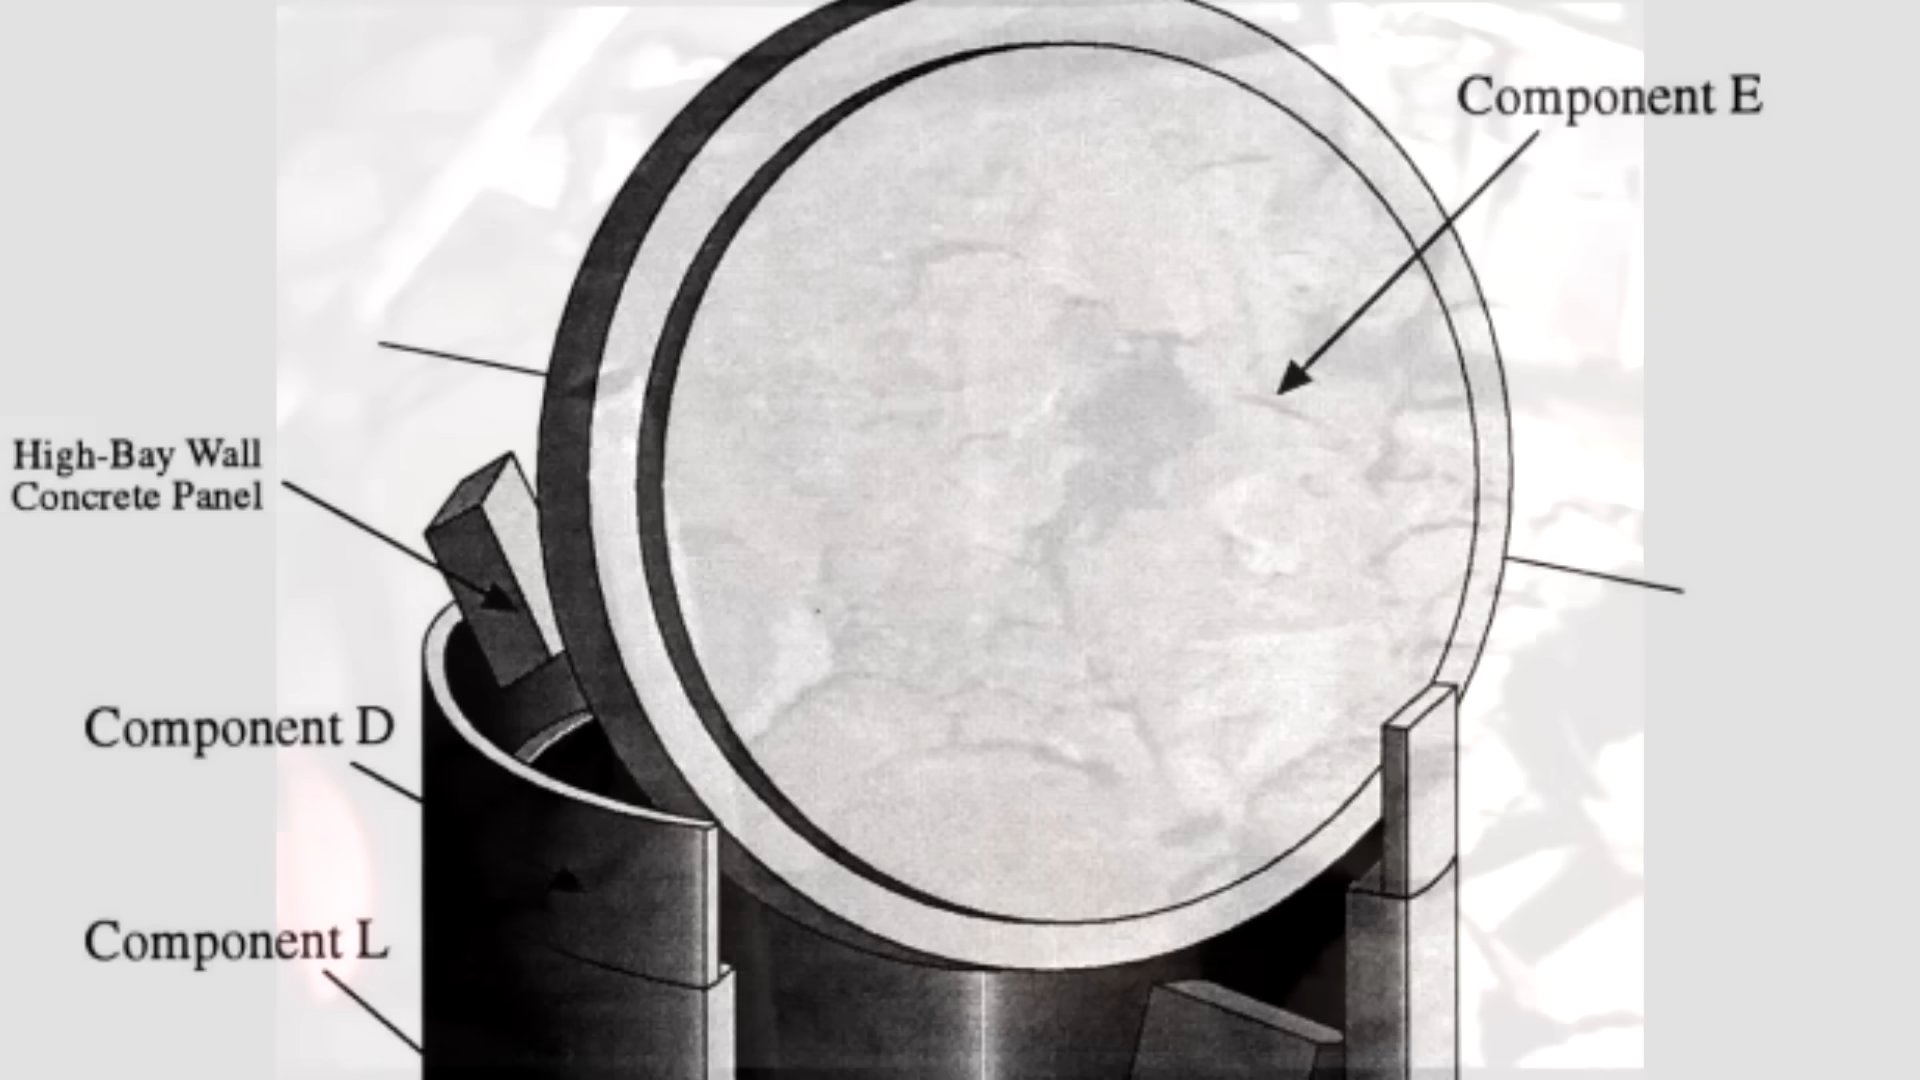 Component E
High-Bay Wall
Concrete Panel
Component D
Component L